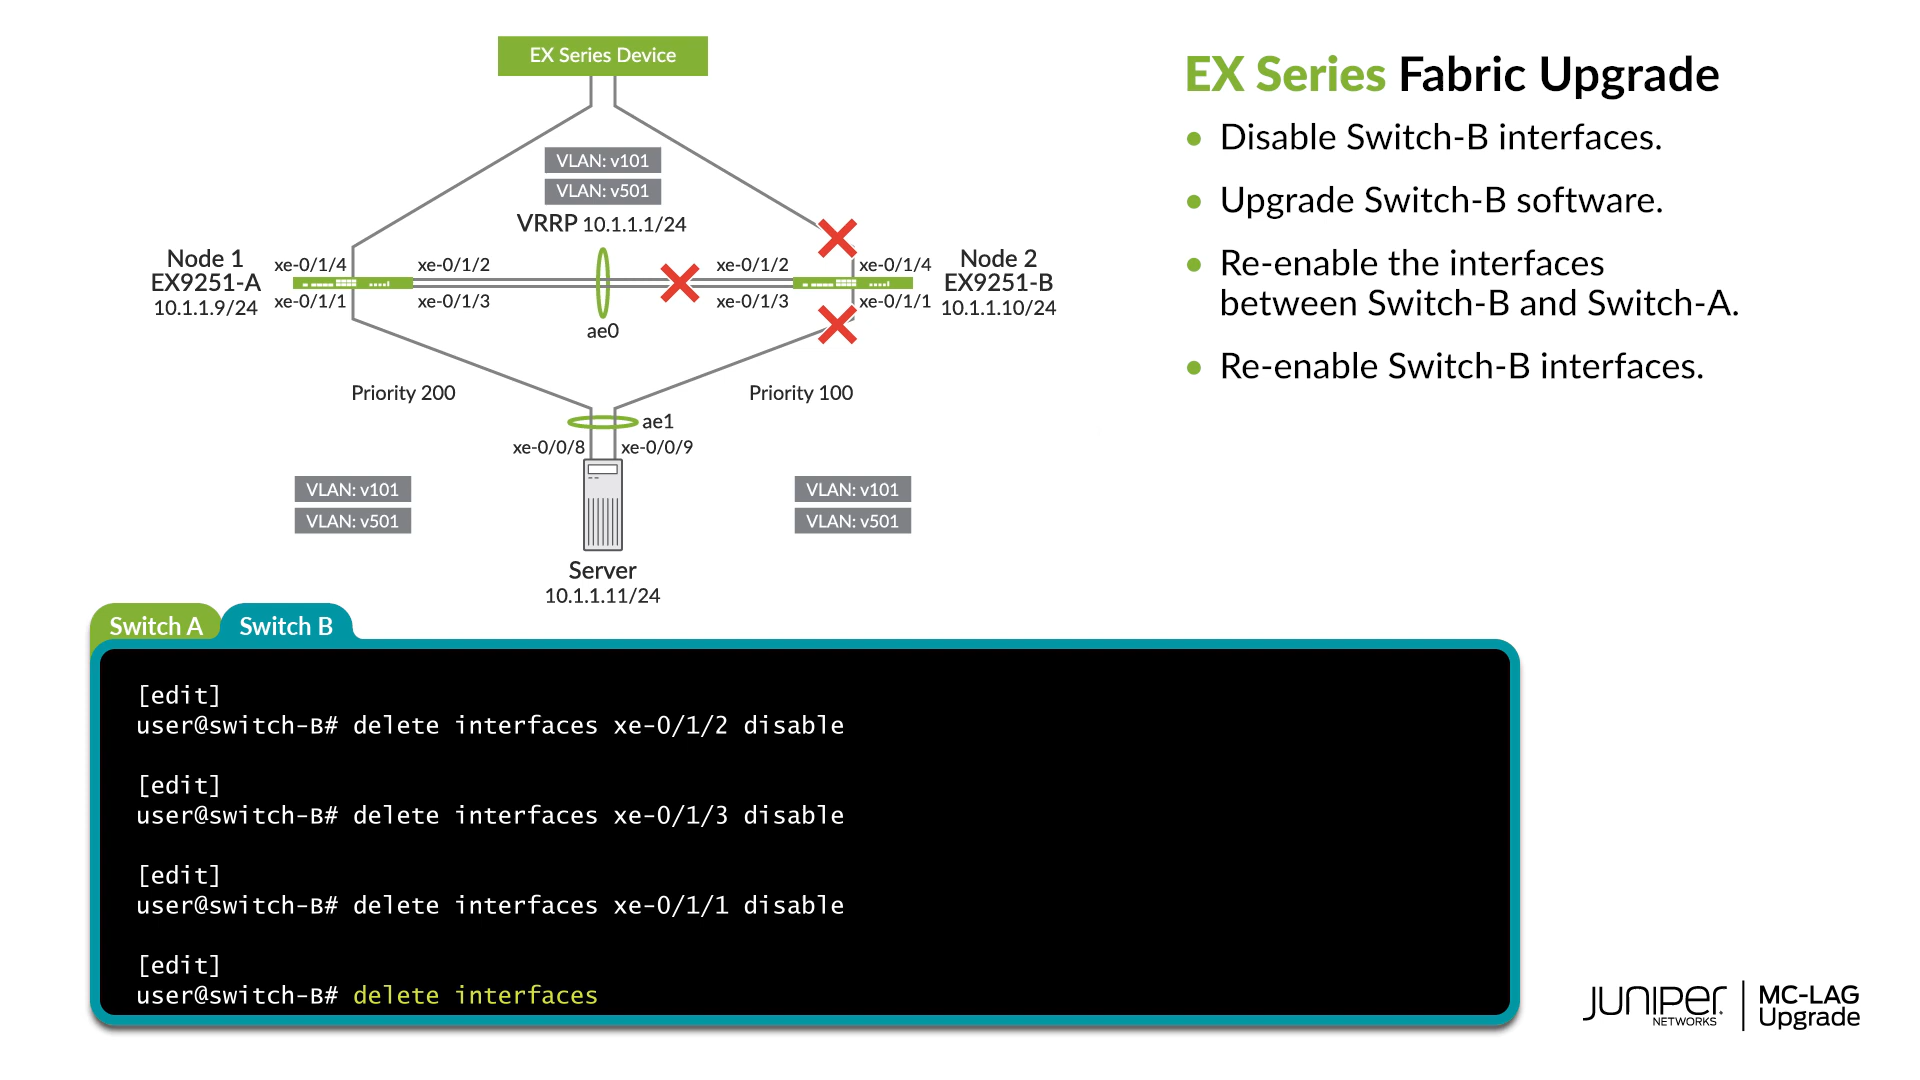 EX Series Device
VLAN: v101
VLAN: v501
VRRP 10.1.1.1/24
Node 1
EX9251-A
10.1.1.9/24
xe-0/1/4
xe-0/1/1
xe-0/1/2
xe-0/1/3
ae0
xe-0/1/2
xe-0/1/3
xe-0/1/4
xe-0/1/1
Node 2
EX9251-B
10.1.1.10/24
Priority 200
Priority 100
ae1
xe-0/0/8
xe-0/0/9
VLAN: v101
VLAN: v501
VLAN: v101
VLAN: v501
Server
10.1.1.11/24
EX Series Fabric Upgrade
• Disable Switch-B interfaces.
• Upgrade Switch-B software.
• Re-enable the interfaces
between Switch-B and Switch-A.
• Re-enable Switch-B interfaces.
Switch A
Switch B
[edit]
user@switch-B# delete interfaces xe-0/1/2 disable
[edit]
user@switch-B# delete interfaces xe-0/1/3 disable
[edit]
user@switch-B# delete interfaces xe-0/1/1 disable
[edit]
user@switch-B# delete interfaces
JUNIPer
NETWORKS
MC-LAG
Upgrade